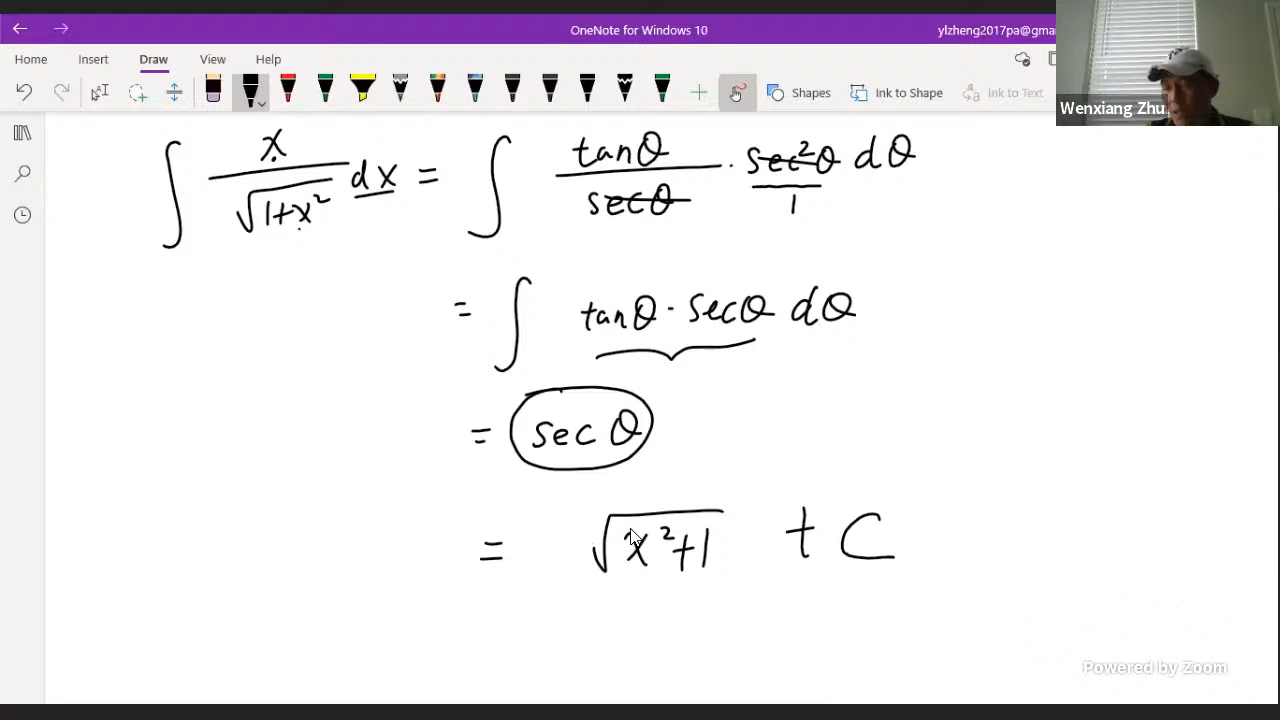 OneNote for Windows 10
ylzheng2017pa@gma
Home Insert Draw View Help
Shapes Ink to Shape Ink to Text
Wenxiang Zhu
∫ x/√(1+x²) dx = ∫ tanθ/secθ · sec²θ/1 dθ
= ∫ tanθ · secθ dθ
= sec θ
= √(x²+1) + C
Powered by Zoom